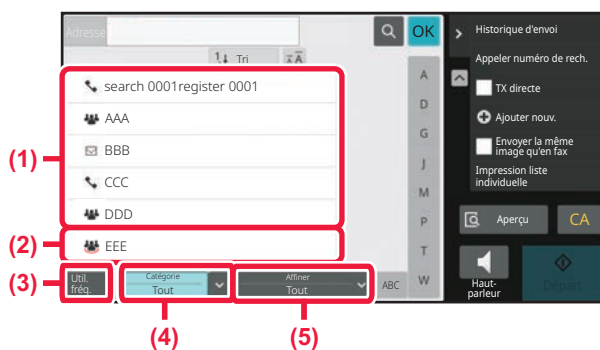 Adresse
OK
Tri
search 0001register 0001
AAA
BBB
CCC
DDD
EEE
(1)
(2)
(3)
Util.
fréq.
Catégorie
Tout
Affiner
Tout
ABC
(4)
(5)
A
D
G
J
M
P
T
W
Historique d'envoi
Appeler numéro de rech.
TX directe
Ajouter nouv.
Envoyer la même
image qu'en fax
Impression liste
individuelle
Aperçu
CA
Haut-
parleur
Départ